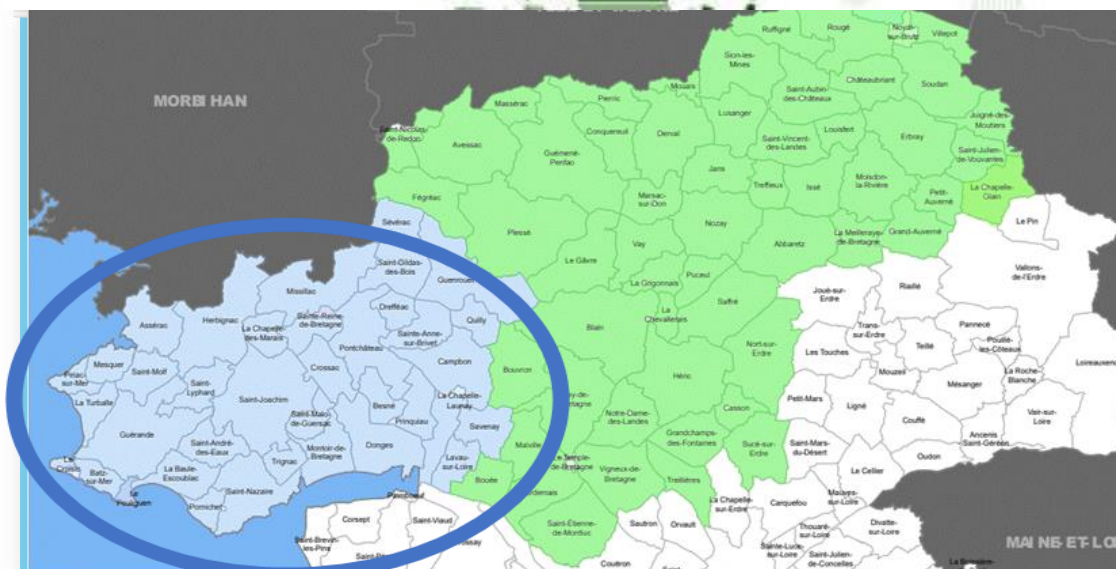 MORBIHAN
Ruffigné
Rougé
Noyal-
sur-Brutz
Villepot
Sion-les-
Mines
Mouais
Saint-Aubin
des-Châteaux
Châteaubriant
Soudan
Massérac
Pierric
Lusanger
Saint-Nicolas-
de-Redon
Avessac
Conquereuil
Derval
Saint-Vincent-
des-Landes
Louisfert
Erbray
Juigné-des-
Moutiers
Guémené-
Penfao
Jans
Saint-Julien-
de-Vouvantes
Fégréac
Marsac-
sur-Don
Treffieux
Issé
Moisdon-
la-Rivière
Petit-
Auverné
La Chapelle-
Glain
Sévérac
Plessé
Nozay
Le Pin
Vay
Abbaretz
La Meilleraye-
de-Bretagne
Grand-Auverné
Saint-Gildas-
des-Bois
Guenrouet
Le Gâvre
La Grigonnais
Puceul
Vallons-
de-l'Erdre
Missillac
Saffré
Joué-sur-
Erdre
Riaillé
Assérac
Herbignac
La Chapelle-
des-Marais
Sainte-Reine-
de-Bretagne
Drefféac
Quilly
Blain
La
Chevallerais
Trans-
sur-Erdre
Pannecé
Sainte-Anne-
sur-Brivet
Pontchâteau
Nort-sur-
Erdre
Les Touches
Teillé
Pouillé-
les-Côteaux
Mesquer
Saint-Molf
Crossac
Campbon
Bouvron
Loireauxence
Piriac-
sur-Mer
Saint-
Lyphard
Héric
Mouzeil
La Roche-
Blanche
Mésanger
La Turballe
Saint-Joachim
Besné
La Chapelle-
Launay
Petit-Mars
Ligné
Saint-Malo-
de-Guersac
Prinquiau
Savenay
Notre-Dame-
des-Landes
Casson
Couffé
Vair-sur-
Loire
Guérande
Saint-André-
des-Eaux
Montoir-de-
Bretagne
Donges
Malville
Grandchamps-
des-Fontaines
Sucé-sur-
Erdre
Saint-Mars-
du-Désert
Ancenis
Saint-Géréon
Oudon
Lavau-
sur-Loire
Le Temple-
de-Bretagne
Vigneux-de-
Bretagne
Le Cellier
Le
Croisic
Batz-
sur-Mer
La Baule-
Escoublac
Trignac
Bouée
Treillières
Saint-Nazaire
La Chapelle-
sur-Erdre
Carquefou
Mauves-
sur-Loire
Le
Pouliguen
Pornichet
Paimboeuf
Corsept
Saint-Viaud
Saint-Étienne-
de-Montluc
Sautron
Orvault
Thouaré-
sur-Loire
Divatte-
sur-Loire
Saint-Brevin-
les-Pins
Couëron
Sainte-Luce-
sur-Loire
Saint-Julien-
de-Concelles
MAINE-ET-LO